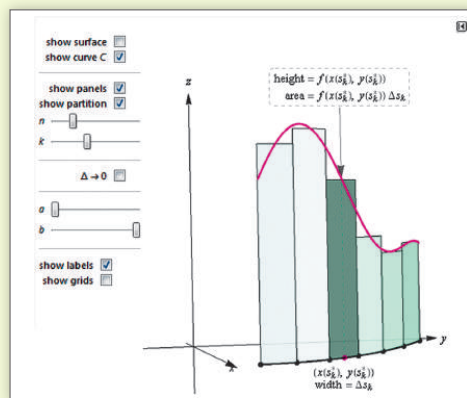 show surface
show curve C
show panels
show partition
n
k
Δ→0
a
b
show labels
show grids
height = f(x(s*k), y(s*k))
area = f(x(s*k), y(s*k)) Δsk
z
y
x
(x(s*k), y(s*k))
width = Δsk